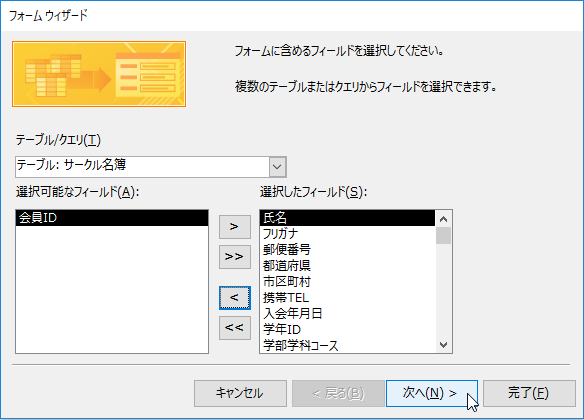 フォーム ウィザード
フォームに含めるフィールドを選択してください。
複数のテーブルまたはクエリからフィールドを選択できます。
テーブル/クエリ(T)
テーブル: サークル名簿
選択可能なフィールド(A):
選択したフィールド(S):
会員ID
>
>>
<
<<
氏名
フリガナ
郵便番号
都道府県
市区町村
携帯TEL
入会年月日
学年ID
学部学科コース
キャンセル
< 戻る(B)
次へ(N) >
完了(F)